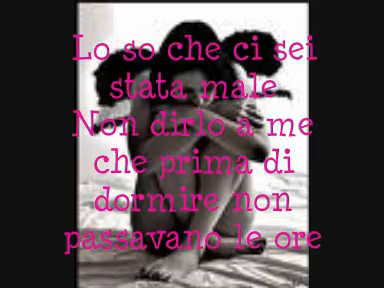 Lo so che ci sei
stata male
Non dirlo a me
che prima di
dormire non
passavano le ore